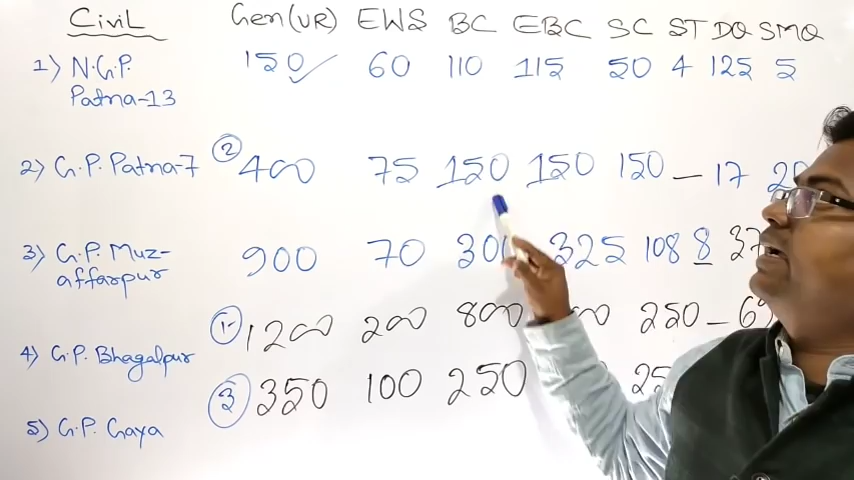 Civil Gen(UR) EWS BC EBC SC ST DQ SMQ
1) N.G.P. 150 ✓ 60 110 115 50 4 125 5
Patna-13
2) G.P. Patna-7 ② 400 75 150 150 150 — 17
3) G.P. Muz- 900 70 300 325 108 8
affarpur
4) G.P. Bhagalpur ① 1200 200 800 250 —
5) G.P. Gaya ③ 350 100 250